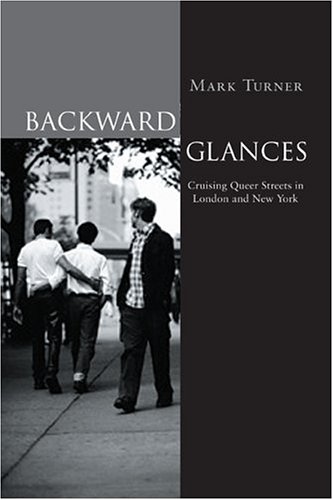 MARK TURNER
BACKWARD
GLANCES
Cruising Queer Streets in
London and New York